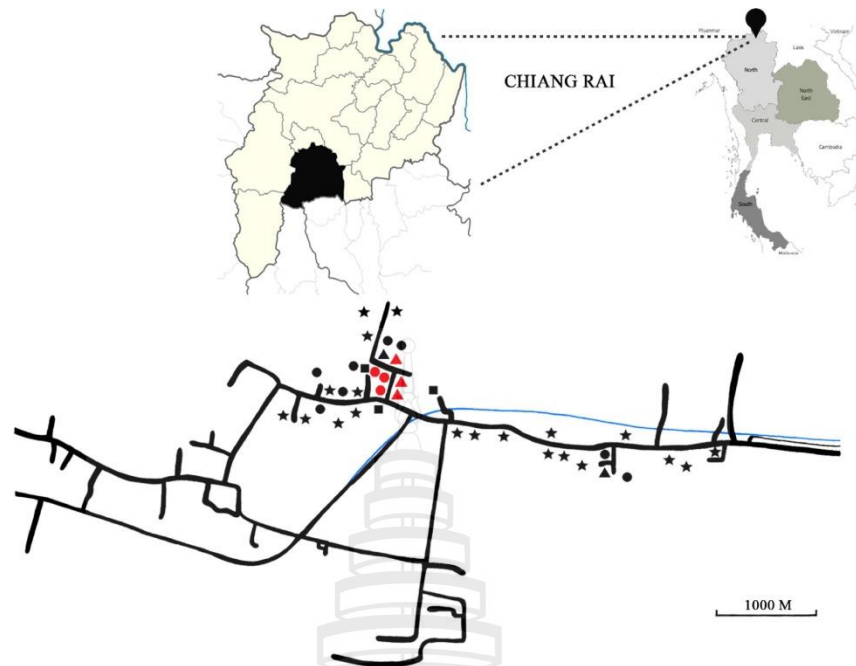 Myanmar
Vietnam
Laos
North
CHIANG RAI
North
East
Central
Cambodia
South
Malaysia
1000 M